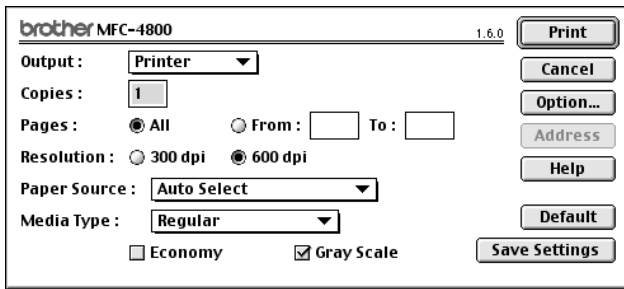 brother MFC-4800 1.6.0 Print
Output : Printer Cancel
Copies : 1 Option...
Pages : All From : To : Address
Resolution : 300 dpi 600 dpi Help
Paper Source : Auto Select
Media Type : Regular Default
Economy Gray Scale Save Settings